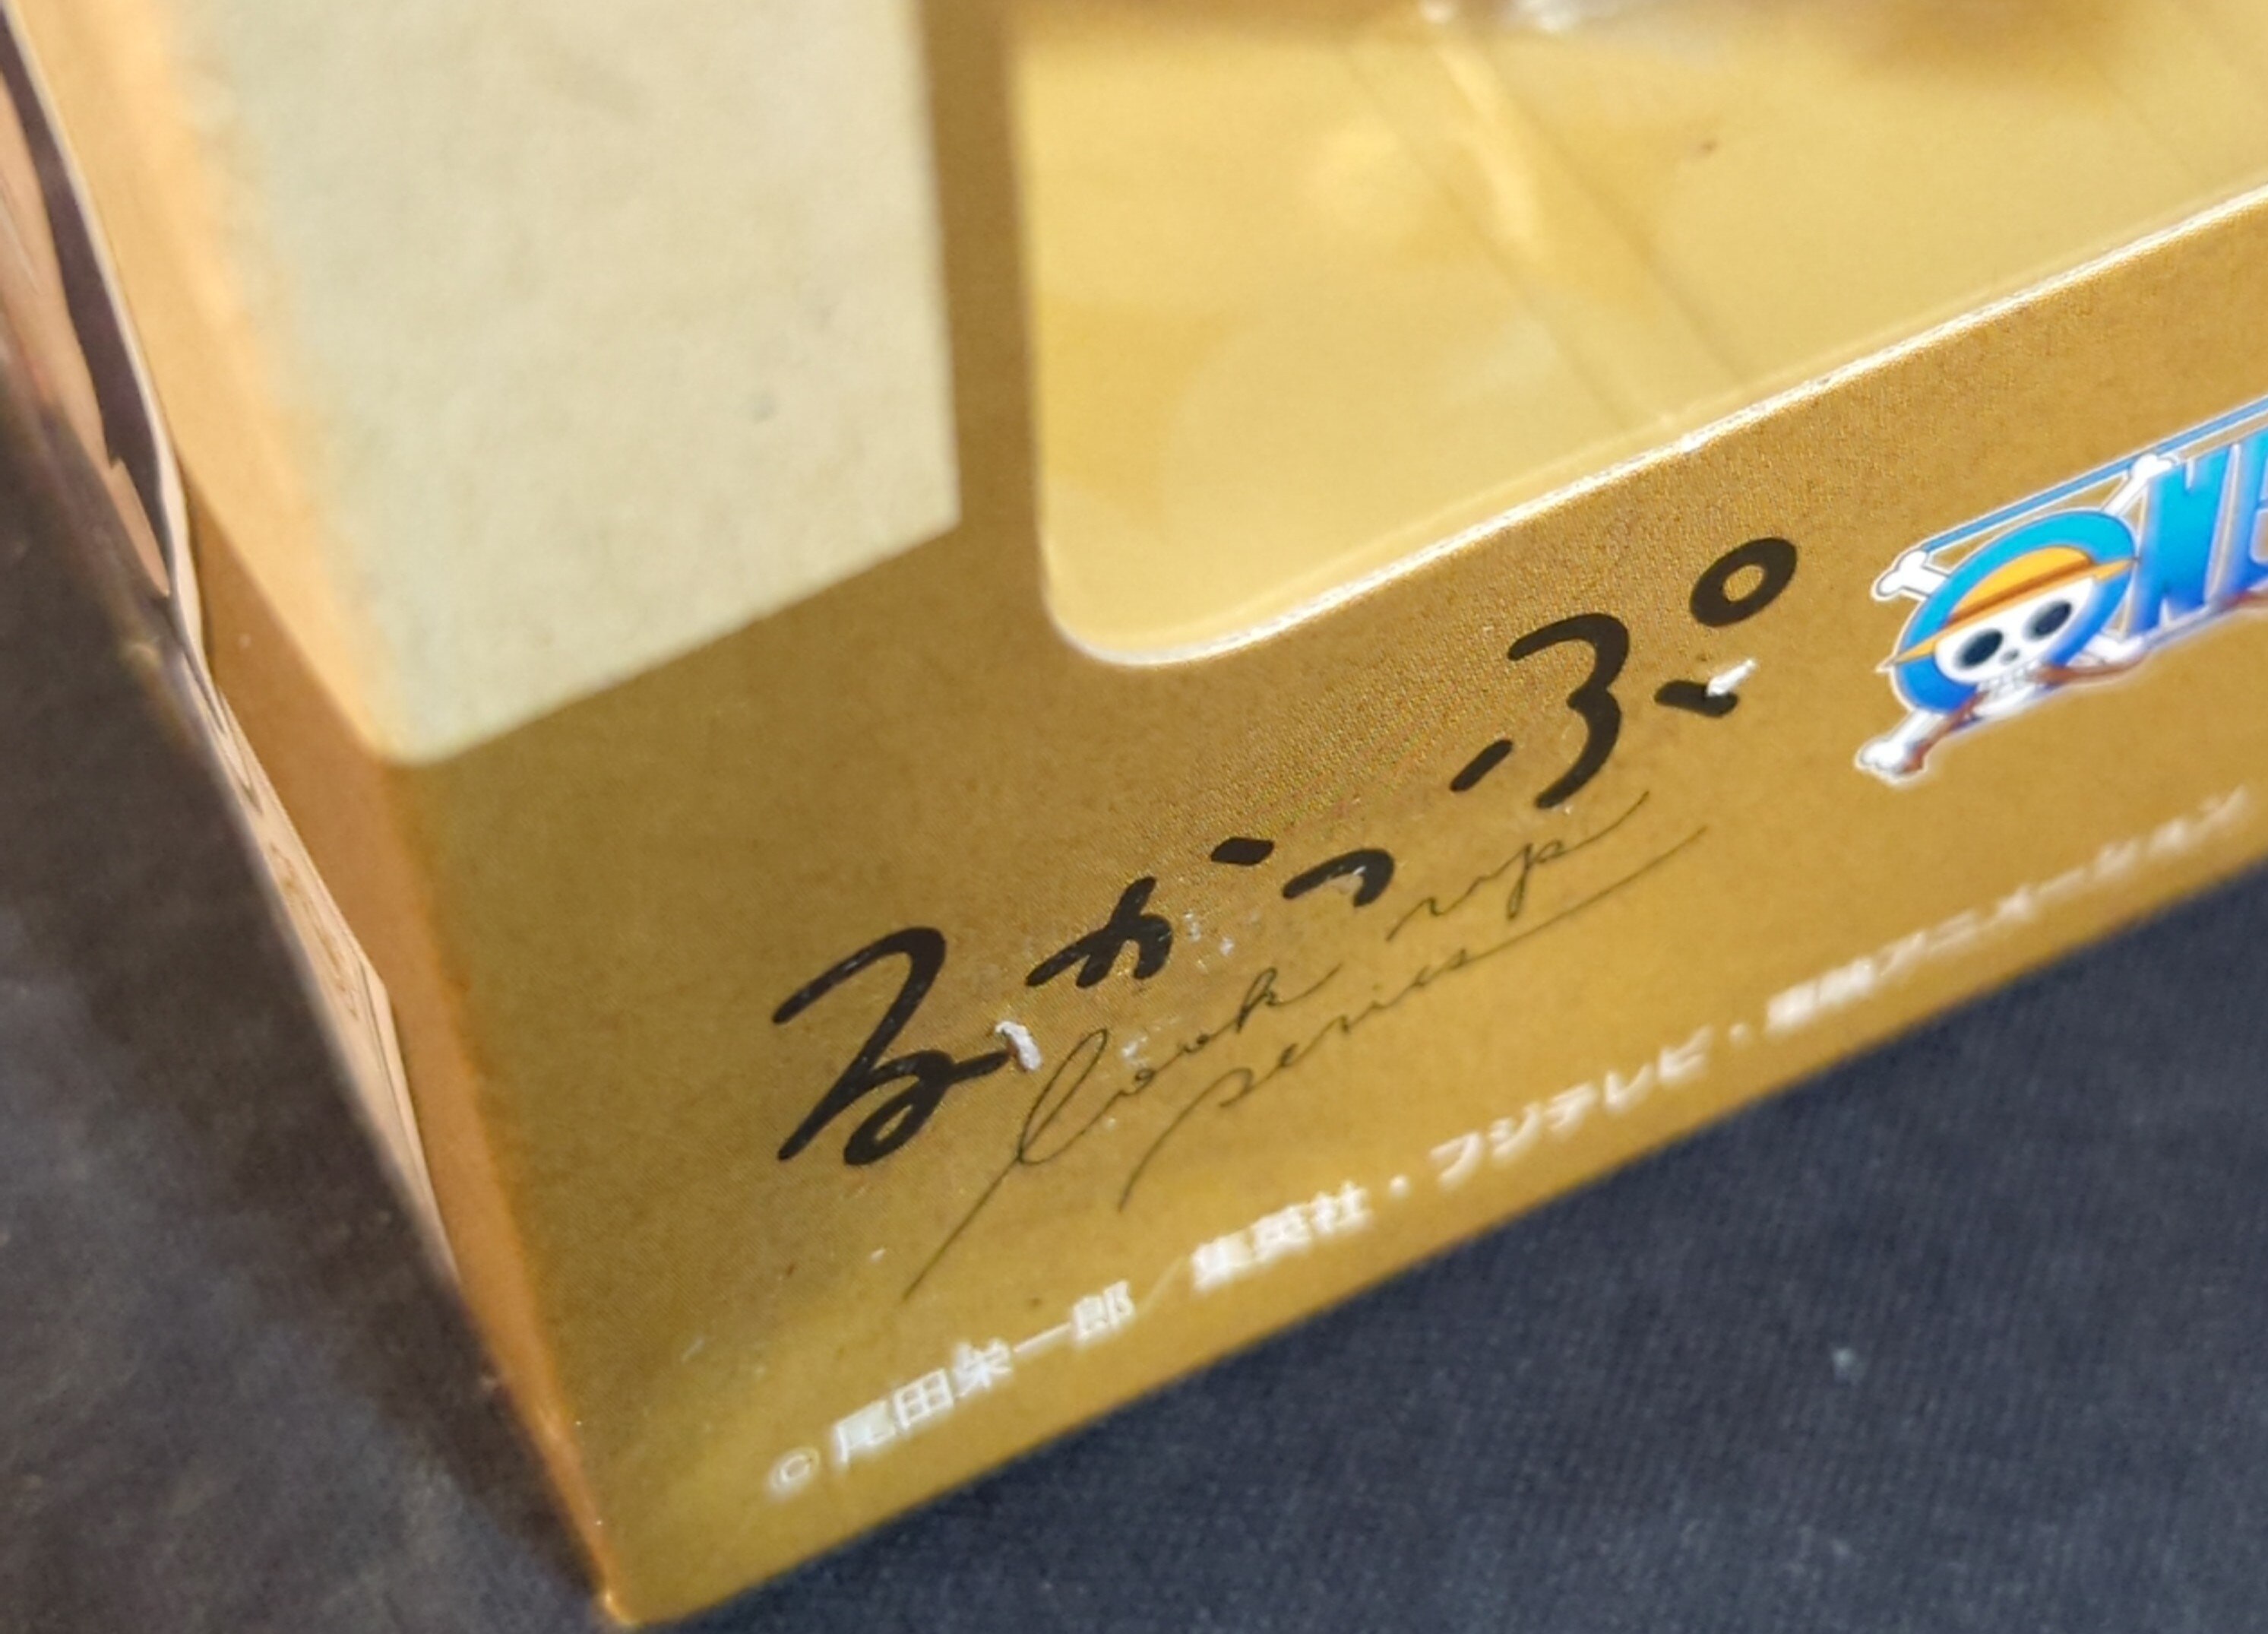 るかっぷ
look up
series
ONE
© 尾田栄一郎／集英社・フジテレビ・東映アニメーション